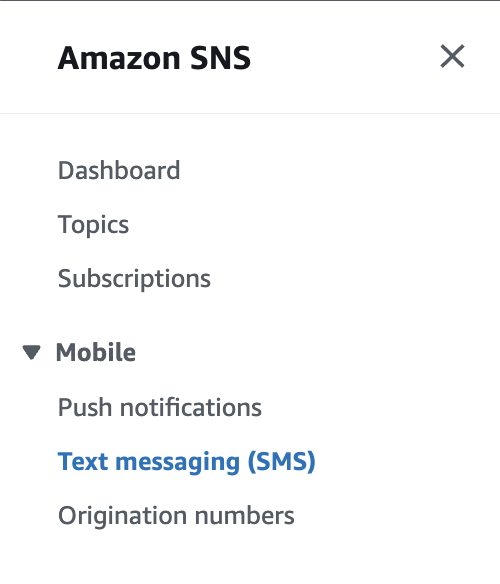 Amazon SNS
Dashboard
Topics
Subscriptions
Mobile
Push notifications
Text messaging (SMS)
Origination numbers